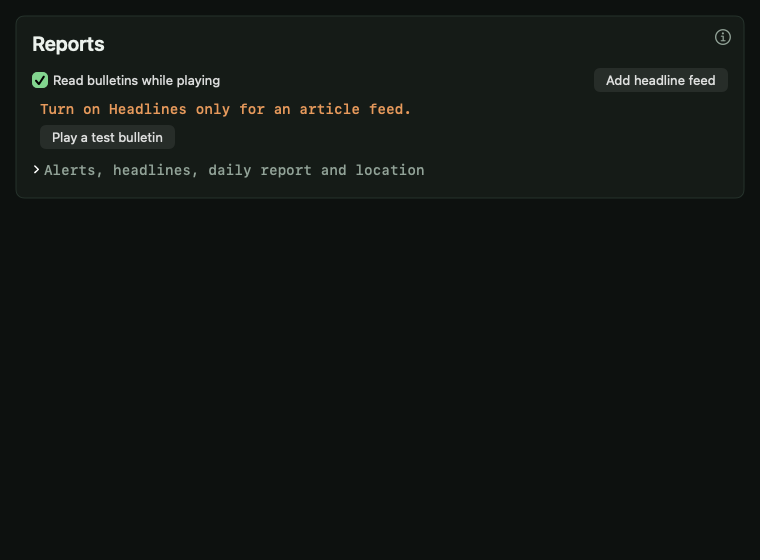 Reports
Read bulletins while playing
Add headline feed
Turn on Headlines only for an article feed.
Play a test bulletin
Alerts, headlines, daily report and location